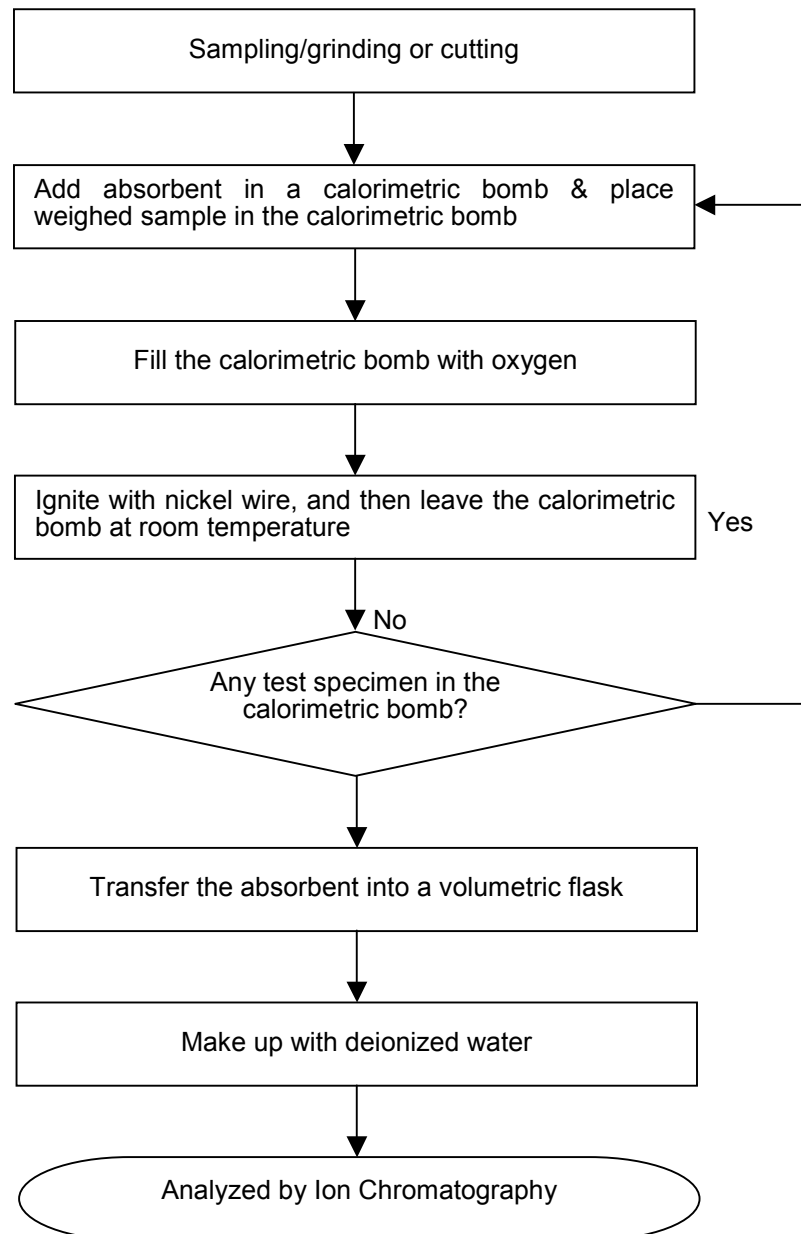 Sampling/grinding or cutting
Add absorbent in a calorimetric bomb & place
weighed sample in the calorimetric bomb
Fill the calorimetric bomb with oxygen
Ignite with nickel wire, and then leave the calorimetric
bomb at room temperature
Yes
No
Any test specimen in the
calorimetric bomb?
Transfer the absorbent into a volumetric flask
Make up with deionized water
Analyzed by Ion Chromatography